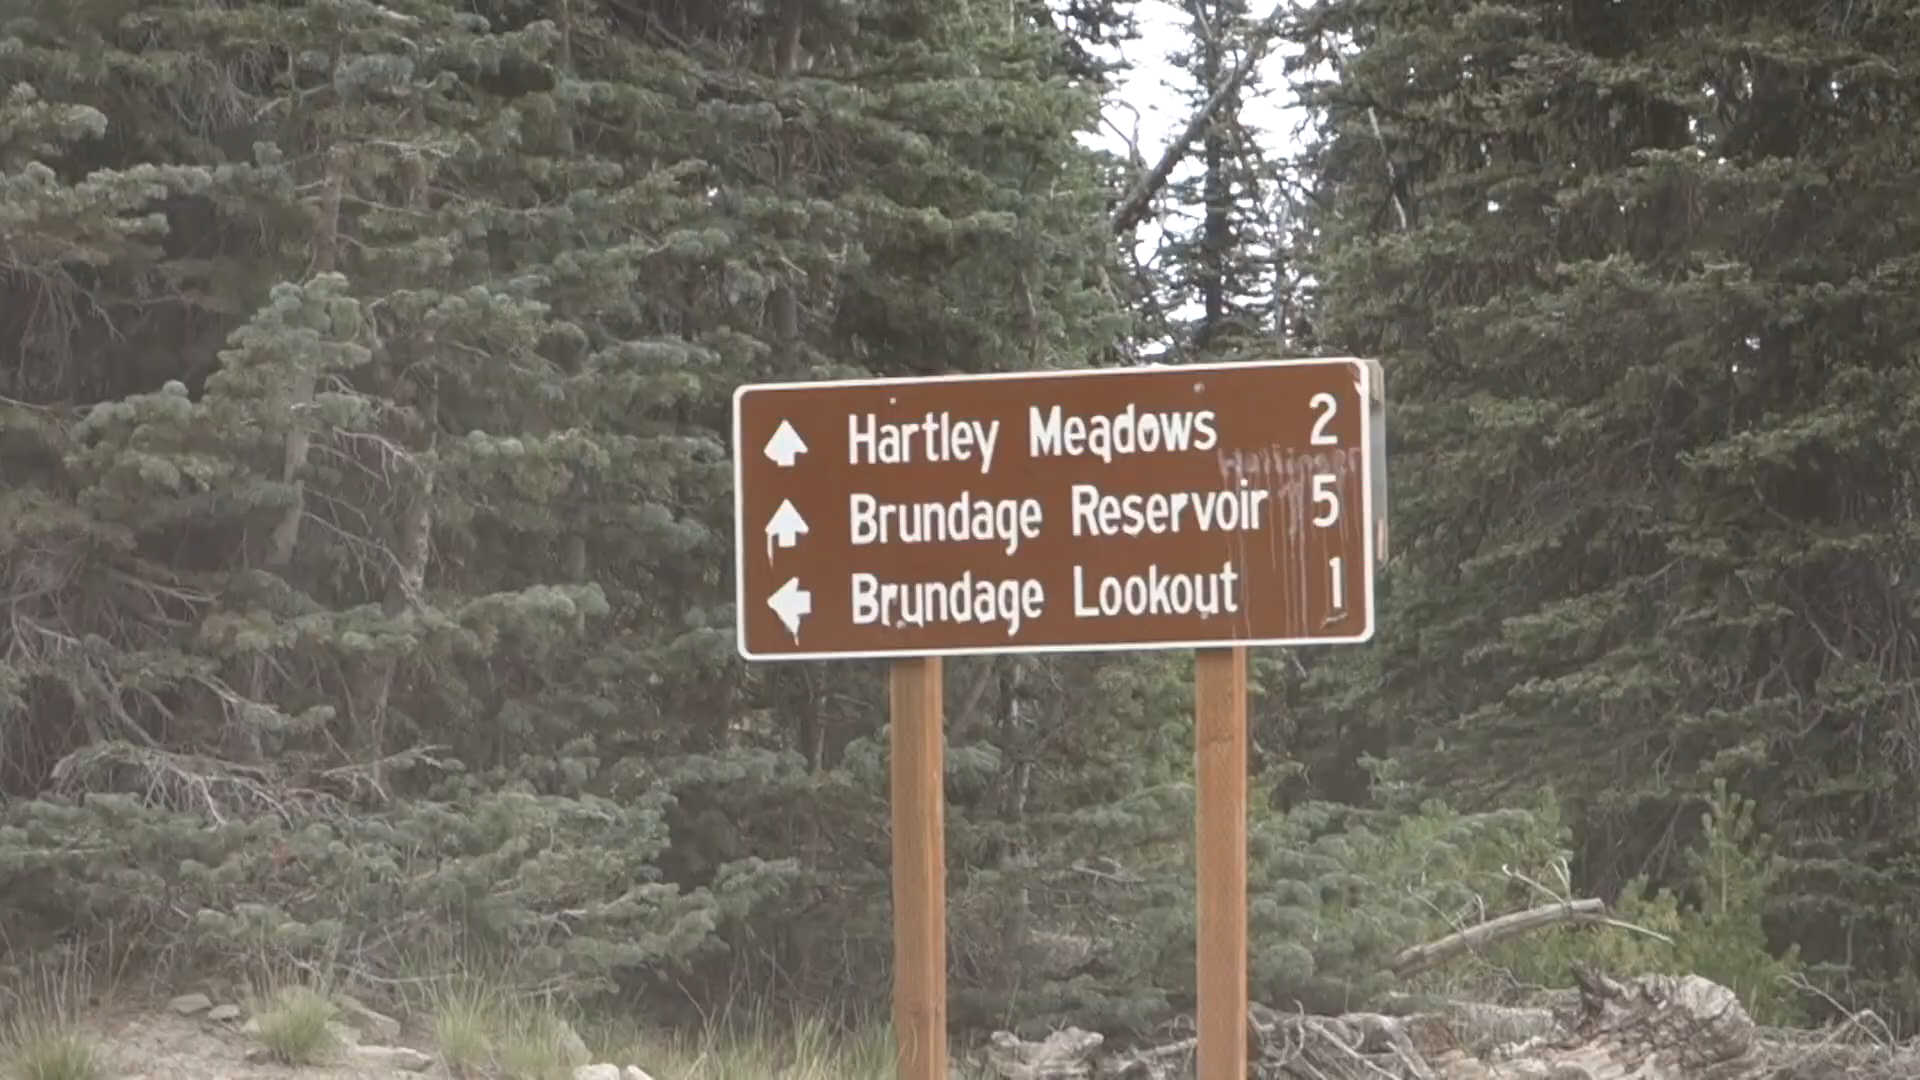 Hartley Meadows 2
Brundage Reservoir 5
Brundage Lookout 1